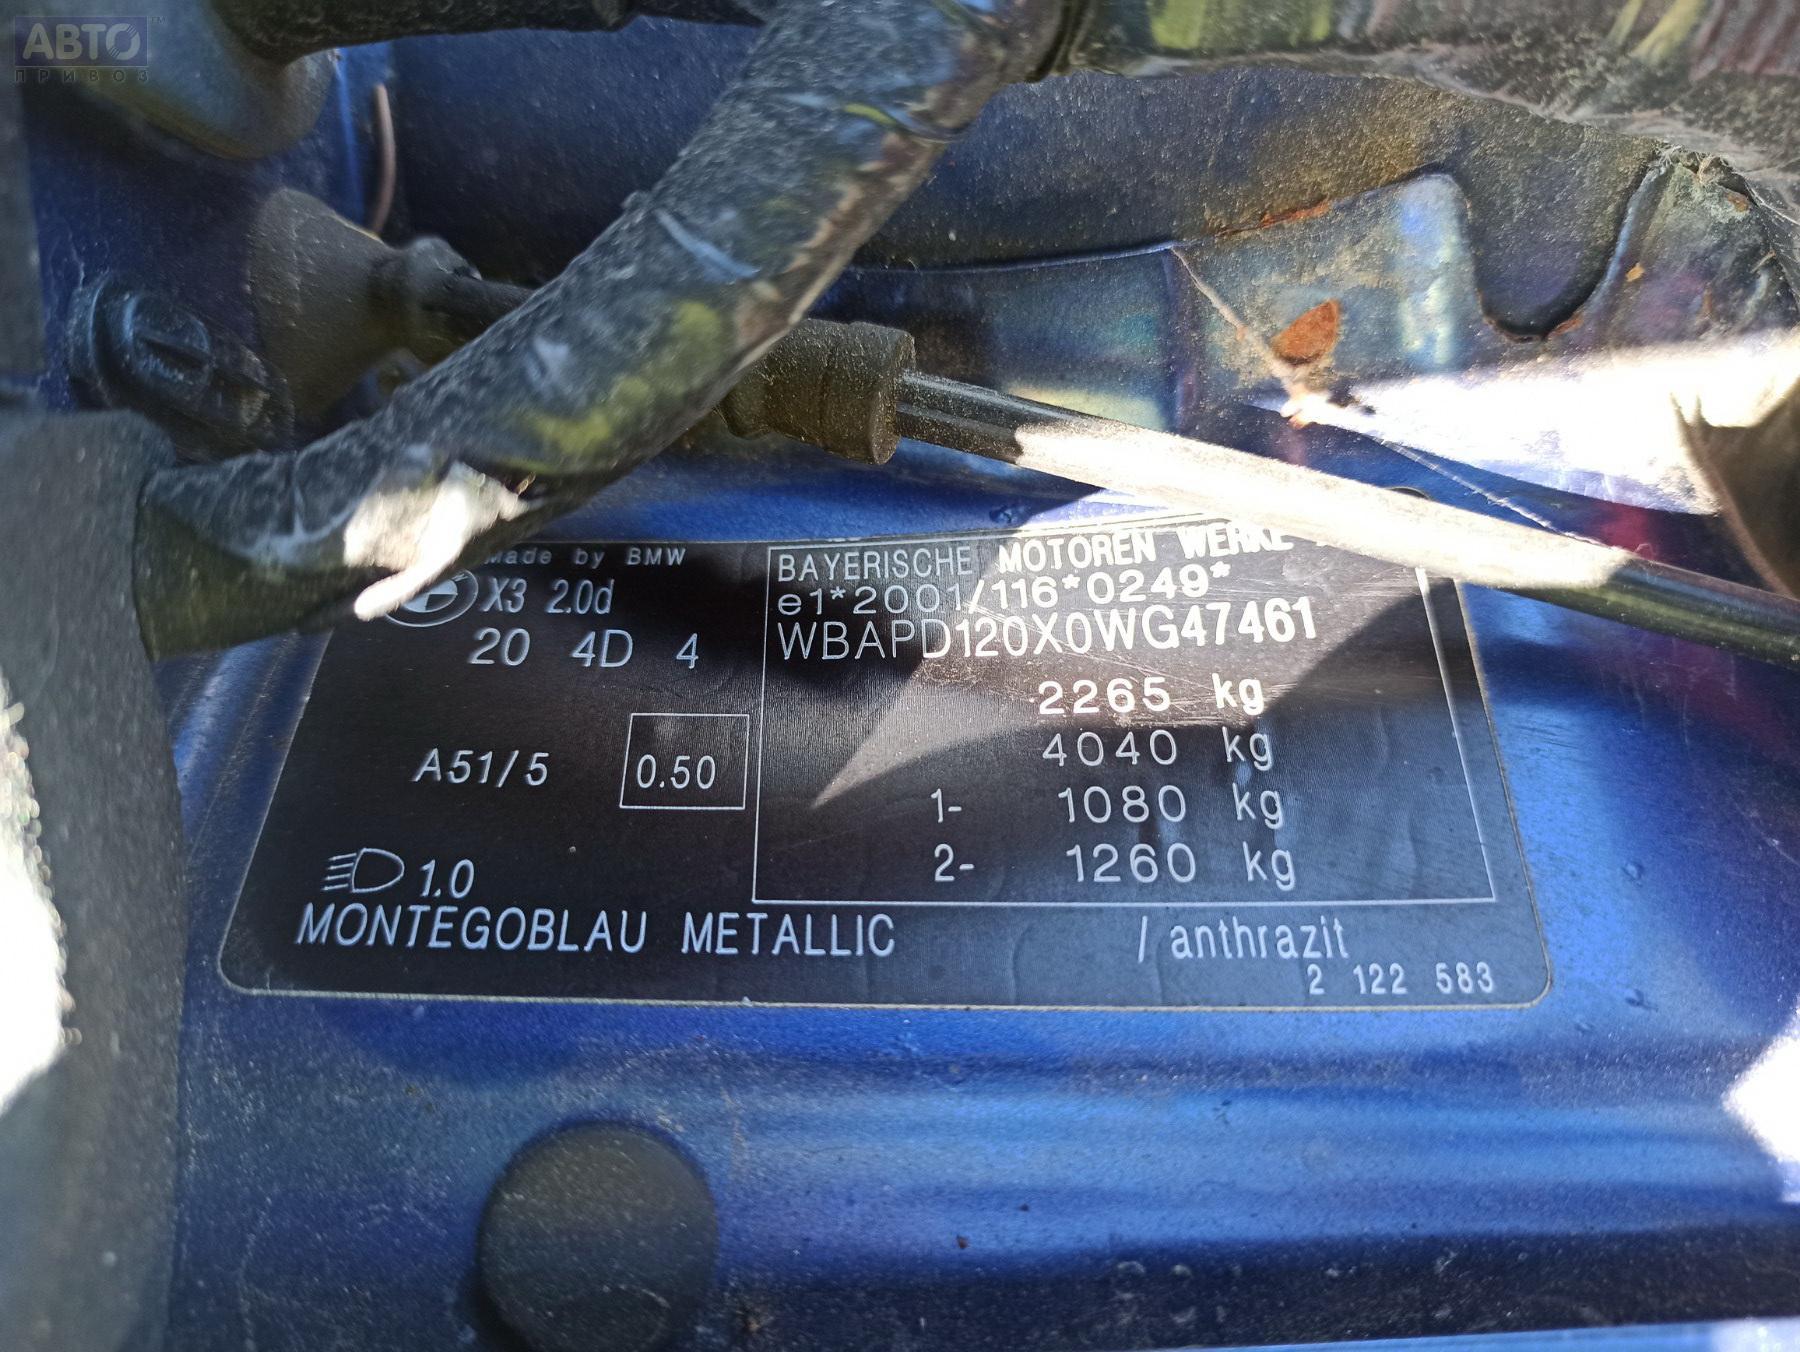 АВТО
ПРИВОЗ
Made by BMW
X3 2.0d
20 4D 4
A51/5
0.50
1.0
BAYERISCHE MOTOREN WERKE
e1*2001/116*0249*
WBAPD120X0WG47461
2265 kg
4040 kg
1- 1080 kg
2- 1260 kg
MONTEGOBLAU METALLIC / anthrazit
2 122 583